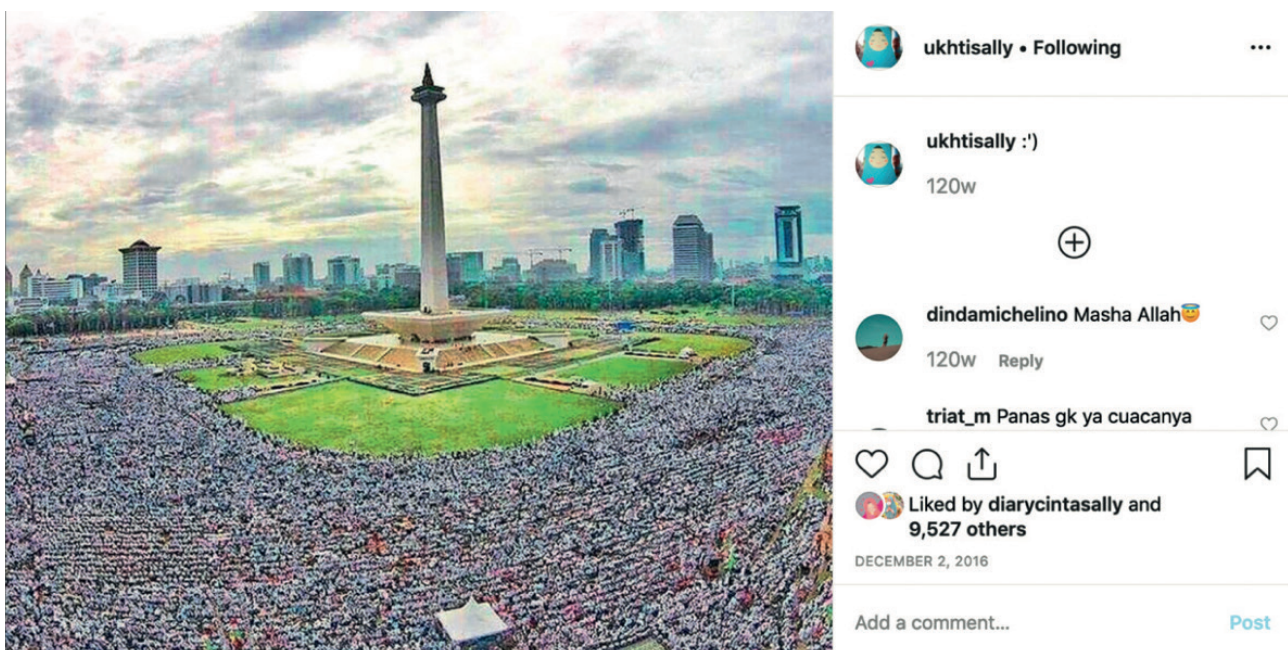 ukhtisally • Following
ukhtisally :')
120w
dindamichelino Masha Allah😇
120w Reply
triat_m Panas gk ya cuacanya
Liked by diarycintasally and
9,527 others
DECEMBER 2, 2016
Add a comment... Post